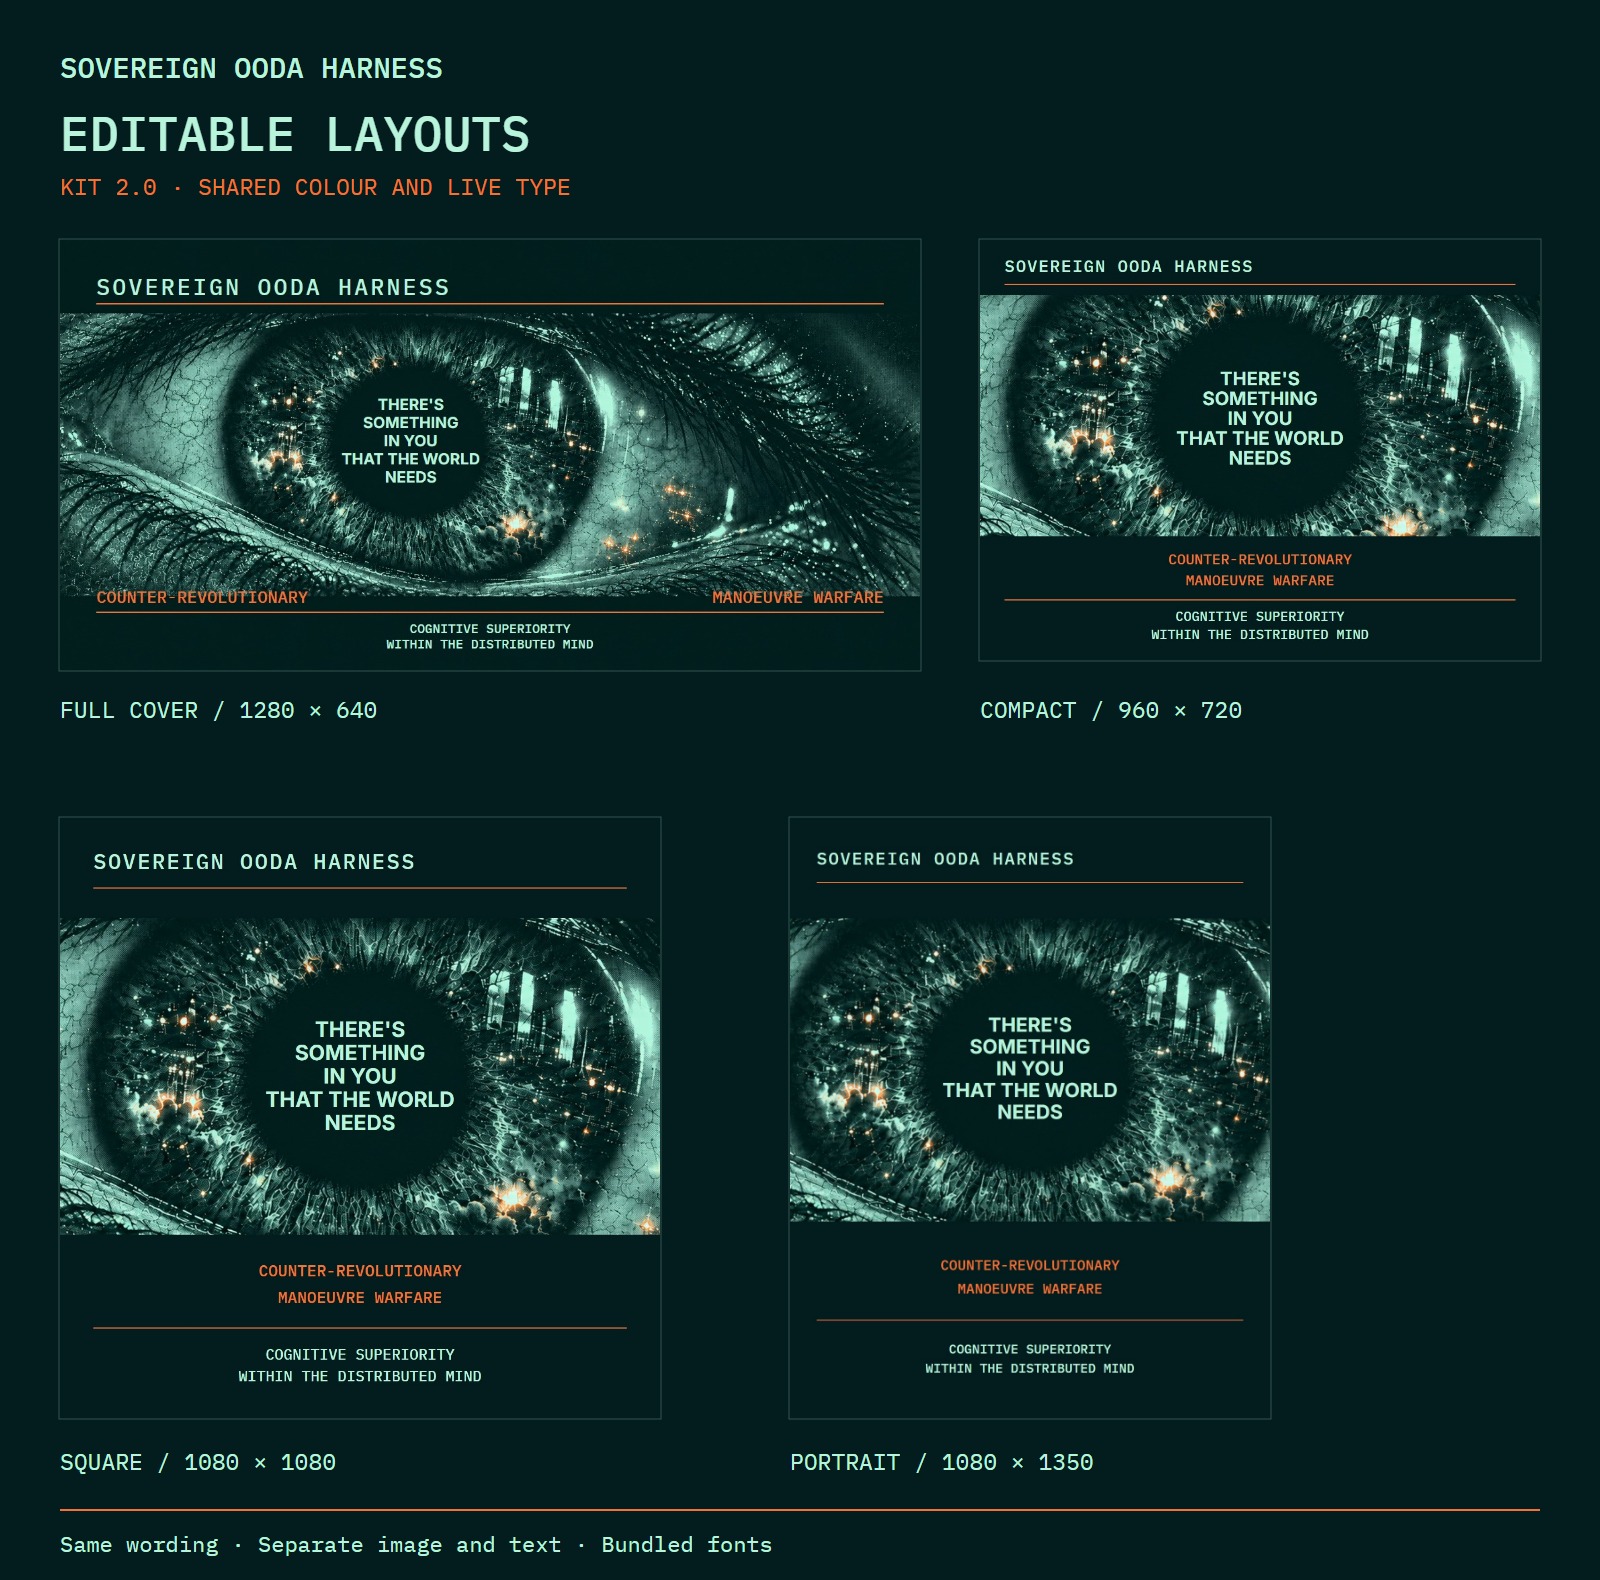 SOVEREIGN OODA HARNESS
EDITABLE LAYOUTS
KIT 2.0 · SHARED COLOUR AND LIVE TYPE
SOVEREIGN OODA HARNESS
THERE'S
SOMETHING
IN YOU
THAT THE WORLD
NEEDS
COUNTER-REVOLUTIONARY
MANOEUVRE WARFARE
COGNITIVE SUPERIORITY
WITHIN THE DISTRIBUTED MIND
FULL COVER / 1280 × 640
SOVEREIGN OODA HARNESS
THERE'S
SOMETHING
IN YOU
THAT THE WORLD
NEEDS
COUNTER-REVOLUTIONARY
MANOEUVRE WARFARE
COGNITIVE SUPERIORITY
WITHIN THE DISTRIBUTED MIND
COMPACT / 960 × 720
SOVEREIGN OODA HARNESS
THERE'S
SOMETHING
IN YOU
THAT THE WORLD
NEEDS
COUNTER-REVOLUTIONARY
MANOEUVRE WARFARE
COGNITIVE SUPERIORITY
WITHIN THE DISTRIBUTED MIND
SQUARE / 1080 × 1080
SOVEREIGN OODA HARNESS
THERE'S
SOMETHING
IN YOU
THAT THE WORLD
NEEDS
COUNTER-REVOLUTIONARY
MANOEUVRE WARFARE
COGNITIVE SUPERIORITY
WITHIN THE DISTRIBUTED MIND
PORTRAIT / 1080 × 1350
Same wording · Separate image and text · Bundled fonts